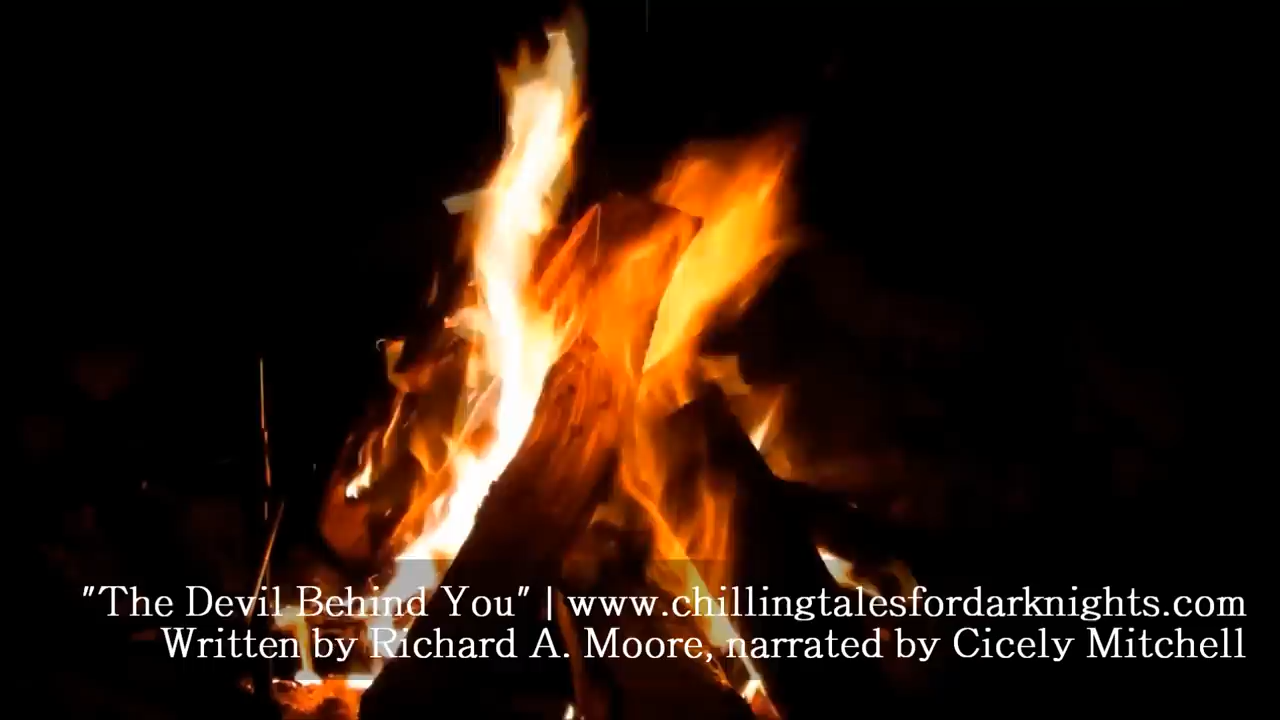 "The Devil Behind You" | www.chillingtalesfordarknights.com
Written by Richard A. Moore, narrated by Cicely Mitchell